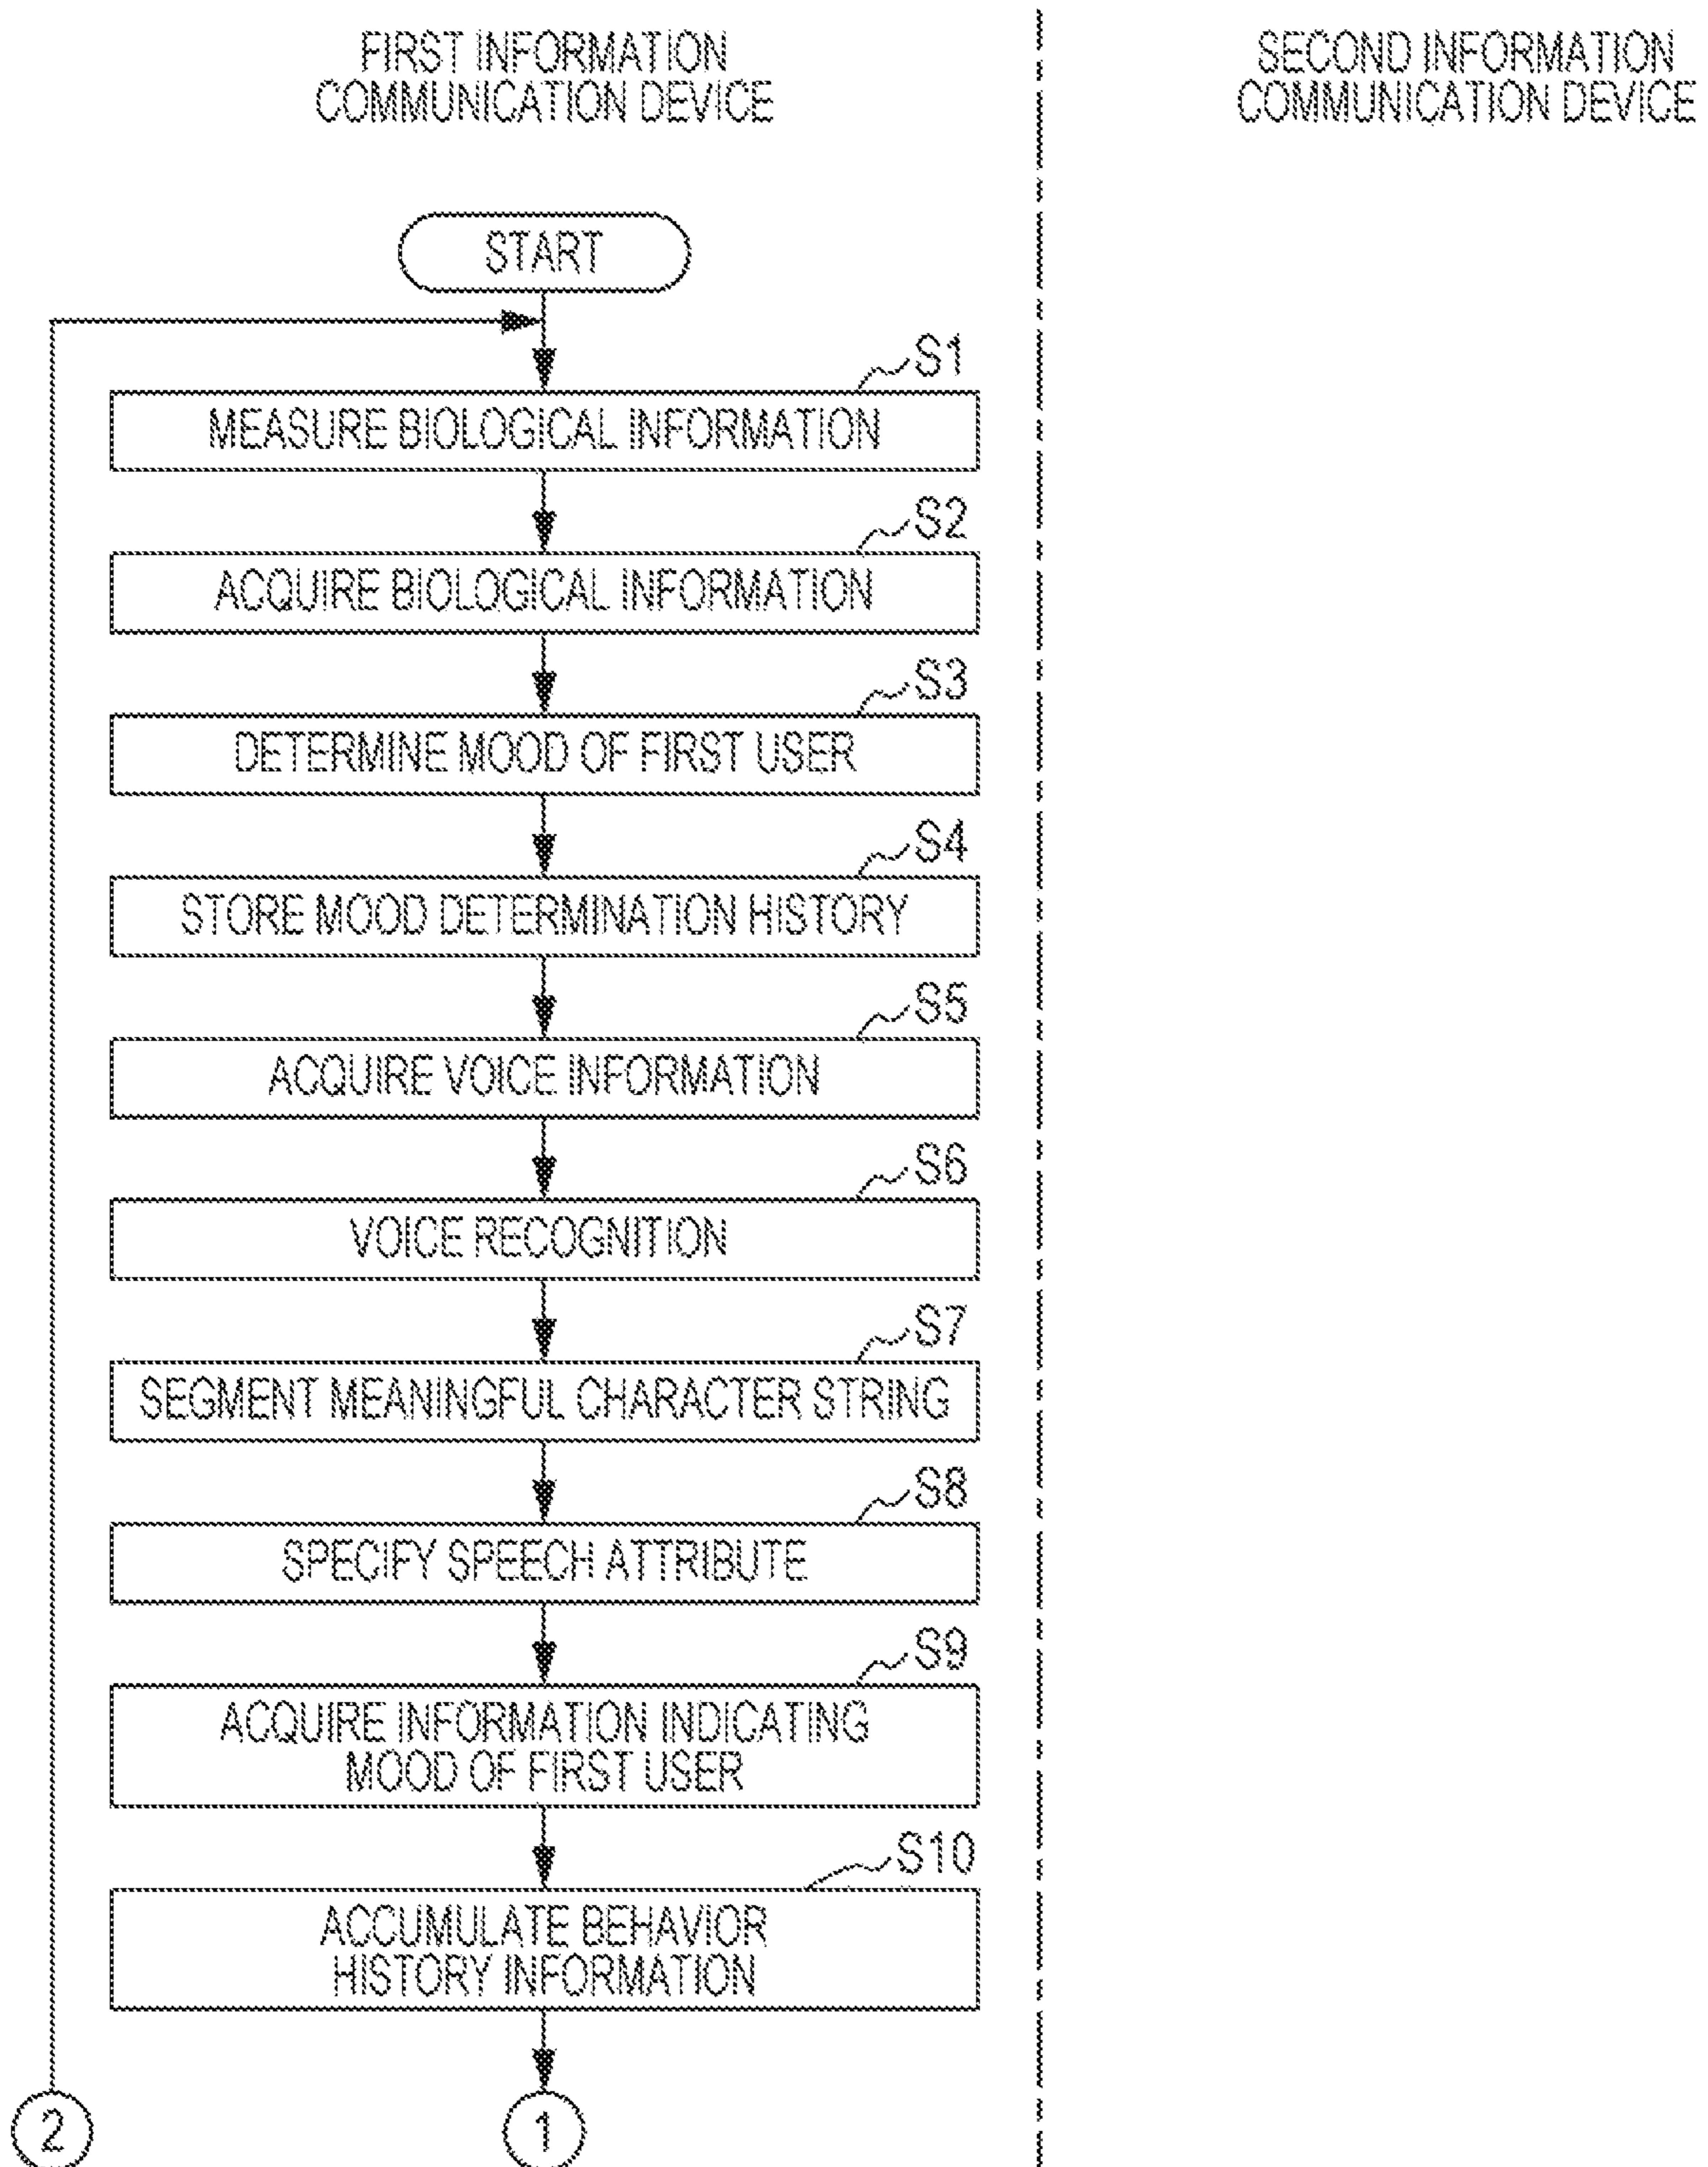 FIRST INFORMATION
COMMUNICATION DEVICE
SECOND INFORMATION
COMMUNICATION DEVICE
START
S1
MEASURE BIOLOGICAL INFORMATION
S2
ACQUIRE BIOLOGICAL INFORMATION
S3
DETERMINE MOOD OF FIRST USER
S4
STORE MOOD DETERMINATION HISTORY
S5
ACQUIRE VOICE INFORMATION
S6
VOICE RECOGNITION
S7
SEGMENT MEANINGFUL CHARACTER STRING
S8
SPECIFY SPEECH ATTRIBUTE
S9
ACQUIRE INFORMATION INDICATING
MOOD OF FIRST USER
S10
ACCUMULATE BEHAVIOR
HISTORY INFORMATION
2
1